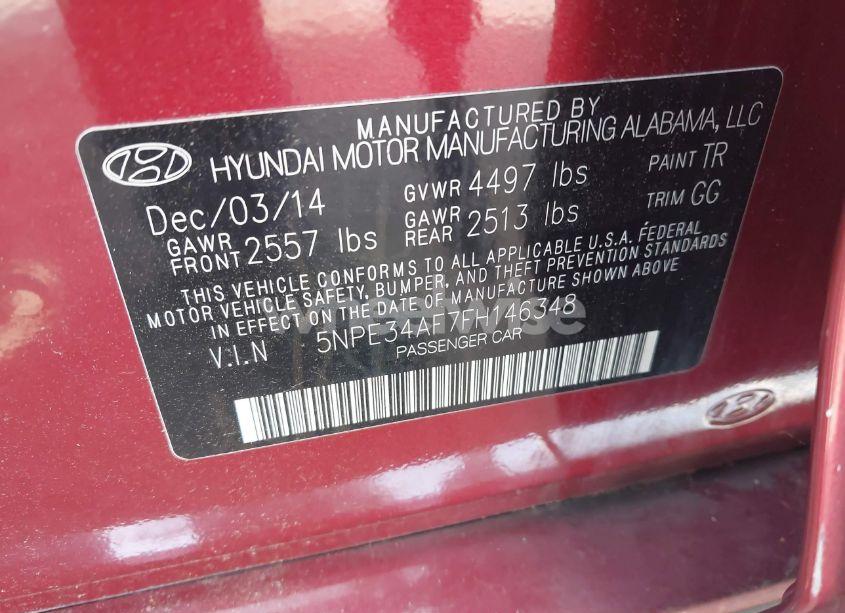 MANUFACTURED BY
HYUNDAI MOTOR MANUFACTURING ALABAMA, LLC
Dec/03/14 GVWR 4497 lbs PAINT TR
GAWR FRONT 2557 lbs GAWR REAR 2513 lbs TRIM GG
THIS VEHICLE CONFORMS TO ALL APPLICABLE U.S.A. FEDERAL
MOTOR VEHICLE SAFETY, BUMPER, AND THEFT PREVENTION STANDARDS
IN EFFECT ON THE DATE OF MANUFACTURE SHOWN ABOVE
V.I.N 5NPE34AF7FH146348
PASSENGER CAR